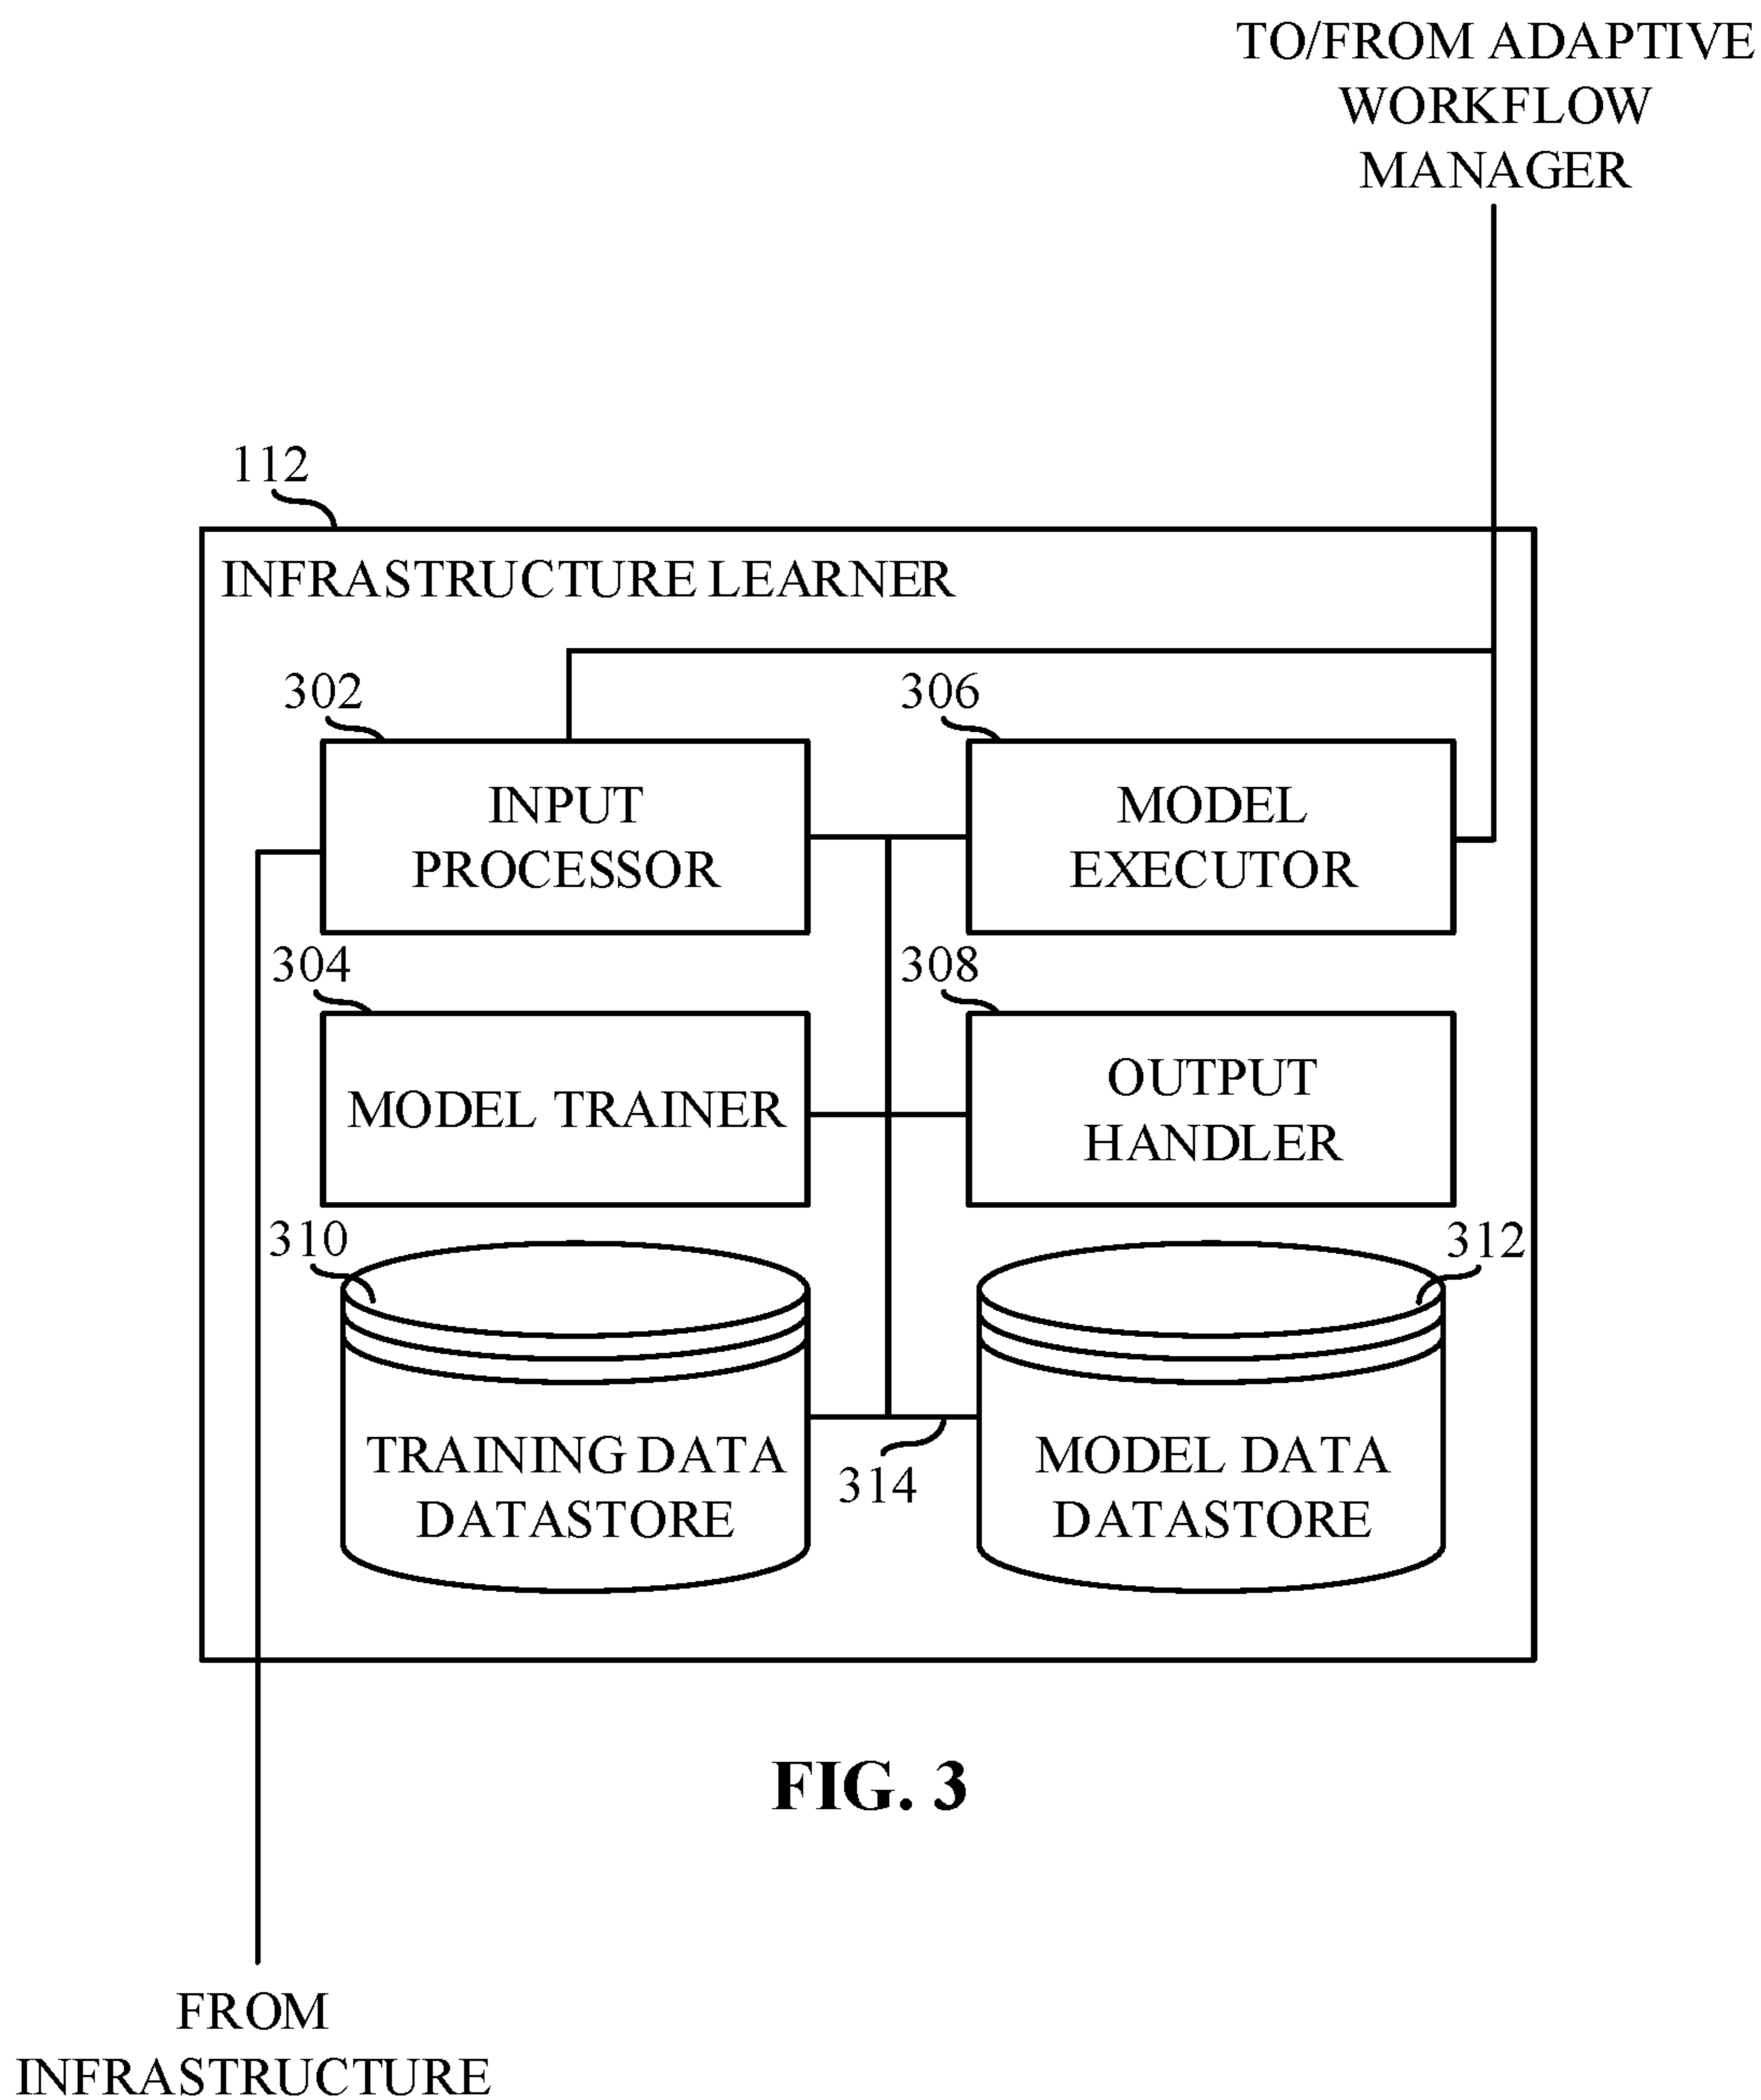 TO/FROM ADAPTIVE
WORKFLOW
MANAGER
112
INFRASTRUCTURE LEARNER
302
306
INPUT
PROCESSOR
MODEL
EXECUTOR
304
308
MODEL TRAINER
OUTPUT
HANDLER
310
312
TRAINING DATA
DATASTORE
MODEL DATA
DATASTORE
314
FIG. 3
FROM
INFRASTRUCTURE